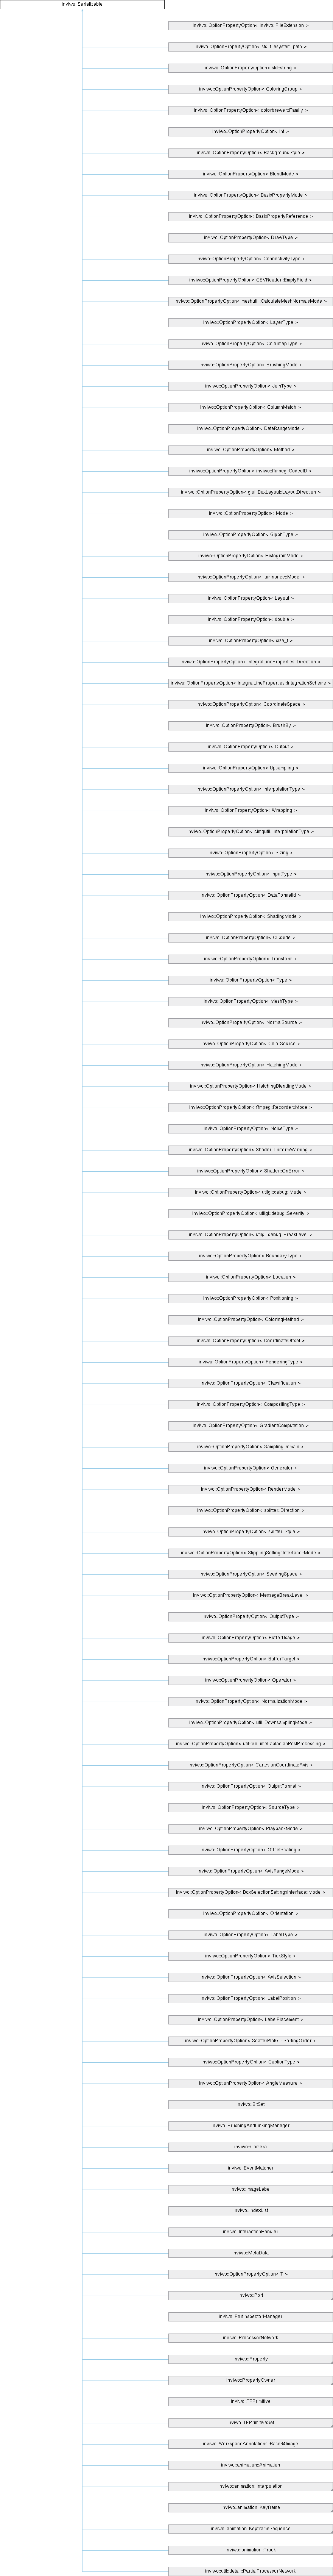 inviwo::Serializable
inviwo::OptionPropertyOption< inviwo::FileExtension >
inviwo::OptionPropertyOption< std::filesystem::path >
inviwo::OptionPropertyOption< std::string >
inviwo::OptionPropertyOption< ColoringGroup >
inviwo::OptionPropertyOption< colorbrewer::Family >
inviwo::OptionPropertyOption< int >
inviwo::OptionPropertyOption< BackgroundStyle >
inviwo::OptionPropertyOption< BlendMode >
inviwo::OptionPropertyOption< BasisPropertyMode >
inviwo::OptionPropertyOption< BasisPropertyReference >
inviwo::OptionPropertyOption< DrawType >
inviwo::OptionPropertyOption< ConnectivityType >
inviwo::OptionPropertyOption< CSVReader::EmptyField >
inviwo::OptionPropertyOption< meshutil::CalculateMeshNormalsMode >
inviwo::OptionPropertyOption< LayerType >
inviwo::OptionPropertyOption< ColormapType >
inviwo::OptionPropertyOption< BrushingMode >
inviwo::OptionPropertyOption< JoinType >
inviwo::OptionPropertyOption< ColumnMatch >
inviwo::OptionPropertyOption< DataRangeMode >
inviwo::OptionPropertyOption< Method >
inviwo::OptionPropertyOption< inviwo::ffmpeg::CodecID >
inviwo::OptionPropertyOption< glui::BoxLayout::LayoutDirection >
inviwo::OptionPropertyOption< Mode >
inviwo::OptionPropertyOption< GlyphType >
inviwo::OptionPropertyOption< HistogramMode >
inviwo::OptionPropertyOption< luminance::Model >
inviwo::OptionPropertyOption< Layout >
inviwo::OptionPropertyOption< double >
inviwo::OptionPropertyOption< size_t >
inviwo::OptionPropertyOption< IntegralLineProperties::Direction >
inviwo::OptionPropertyOption< IntegralLineProperties::IntegrationScheme >
inviwo::OptionPropertyOption< CoordinateSpace >
inviwo::OptionPropertyOption< BrushBy >
inviwo::OptionPropertyOption< Output >
inviwo::OptionPropertyOption< Upsampling >
inviwo::OptionPropertyOption< InterpolationType >
inviwo::OptionPropertyOption< Wrapping >
inviwo::OptionPropertyOption< cimgutil::InterpolationType >
inviwo::OptionPropertyOption< Sizing >
inviwo::OptionPropertyOption< InputType >
inviwo::OptionPropertyOption< DataFormatId >
inviwo::OptionPropertyOption< ShadingMode >
inviwo::OptionPropertyOption< ClipSide >
inviwo::OptionPropertyOption< Transform >
inviwo::OptionPropertyOption< Type >
inviwo::OptionPropertyOption< MeshType >
inviwo::OptionPropertyOption< NormalSource >
inviwo::OptionPropertyOption< ColorSource >
inviwo::OptionPropertyOption< HatchingMode >
inviwo::OptionPropertyOption< HatchingBlendingMode >
inviwo::OptionPropertyOption< ffmpeg::Recorder::Mode >
inviwo::OptionPropertyOption< NoiseType >
inviwo::OptionPropertyOption< Shader::UniformWarning >
inviwo::OptionPropertyOption< Shader::OnError >
inviwo::OptionPropertyOption< utilgl::debug::Mode >
inviwo::OptionPropertyOption< utilgl::debug::Severity >
inviwo::OptionPropertyOption< utilgl::debug::BreakLevel >
inviwo::OptionPropertyOption< BoundaryType >
inviwo::OptionPropertyOption< Location >
inviwo::OptionPropertyOption< Positioning >
inviwo::OptionPropertyOption< ColoringMethod >
inviwo::OptionPropertyOption< CoordinateOffset >
inviwo::OptionPropertyOption< RenderingType >
inviwo::OptionPropertyOption< Classification >
inviwo::OptionPropertyOption< CompositingType >
inviwo::OptionPropertyOption< GradientComputation >
inviwo::OptionPropertyOption< SamplingDomain >
inviwo::OptionPropertyOption< Generator >
inviwo::OptionPropertyOption< RenderMode >
inviwo::OptionPropertyOption< splitter::Direction >
inviwo::OptionPropertyOption< splitter::Style >
inviwo::OptionPropertyOption< StipplingSettingsInterface::Mode >
inviwo::OptionPropertyOption< SeedingSpace >
inviwo::OptionPropertyOption< MessageBreakLevel >
inviwo::OptionPropertyOption< OutputType >
inviwo::OptionPropertyOption< BufferUsage >
inviwo::OptionPropertyOption< BufferTarget >
inviwo::OptionPropertyOption< Operator >
inviwo::OptionPropertyOption< NormalizationMode >
inviwo::OptionPropertyOption< util::DownsamplingMode >
inviwo::OptionPropertyOption< util::VolumeLaplacianPostProcessing >
inviwo::OptionPropertyOption< CartesianCoordinateAxis >
inviwo::OptionPropertyOption< OutputFormat >
inviwo::OptionPropertyOption< SourceType >
inviwo::OptionPropertyOption< PlaybackMode >
inviwo::OptionPropertyOption< OffsetScaling >
inviwo::OptionPropertyOption< AxisRangeMode >
inviwo::OptionPropertyOption< BoxSelectionSettingsInterface::Mode >
inviwo::OptionPropertyOption< Orientation >
inviwo::OptionPropertyOption< LabelType >
inviwo::OptionPropertyOption< TickStyle >
inviwo::OptionPropertyOption< AxisSelection >
inviwo::OptionPropertyOption< LabelPosition >
inviwo::OptionPropertyOption< LabelPlacement >
inviwo::OptionPropertyOption< ScatterPlotGL::SortingOrder >
inviwo::OptionPropertyOption< CaptionType >
inviwo::OptionPropertyOption< AngleMeasure >
inviwo::BitSet
inviwo::BrushingAndLinkingManager
inviwo::Camera
inviwo::EventMatcher
inviwo::ImageLabel
inviwo::IndexList
inviwo::InteractionHandler
inviwo::MetaData
inviwo::OptionPropertyOption< T >
inviwo::Port
inviwo::PortInspectorManager
inviwo::ProcessorNetwork
inviwo::Property
inviwo::PropertyOwner
inviwo::TFPrimitive
inviwo::TFPrimitiveSet
inviwo::WorkspaceAnnotations::Base64Image
inviwo::animation::Animation
inviwo::animation::Interpolation
inviwo::animation::Keyframe
inviwo::animation::KeyframeSequence
inviwo::animation::Track
inviwo::util::detail::PartialProcessorNetwork